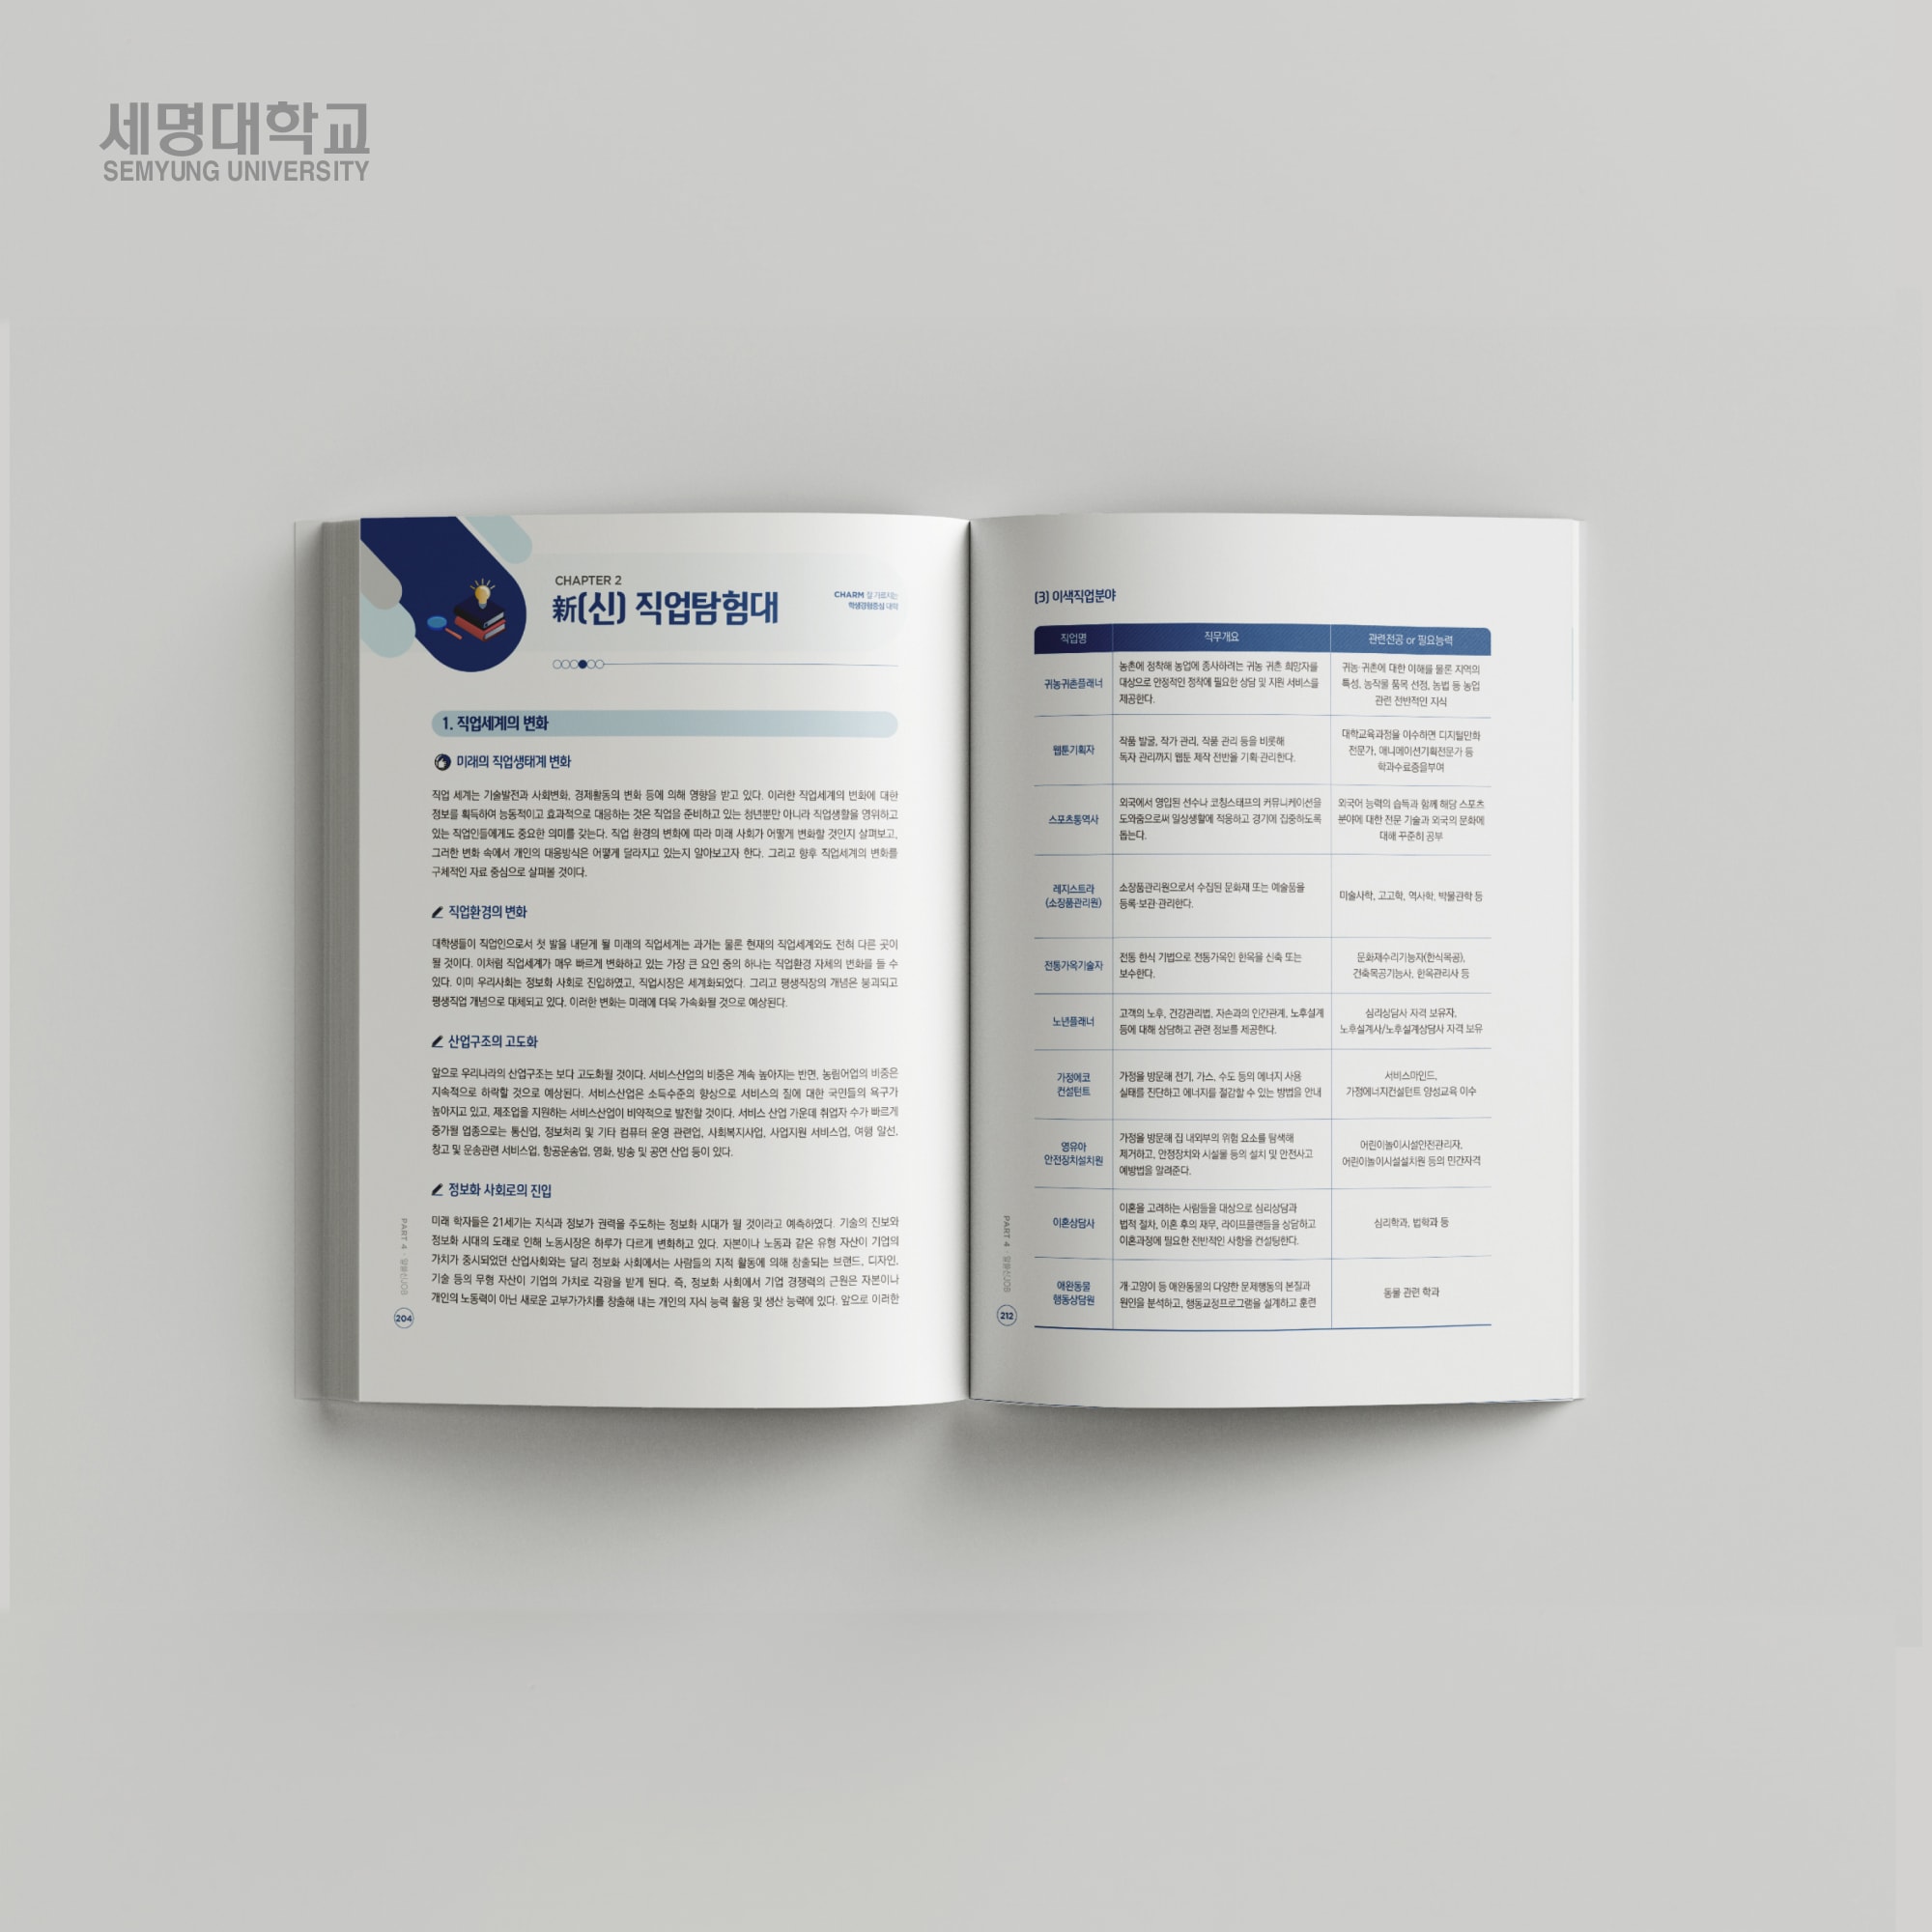 세명대학교
SEMYUNG UNIVERSITY
CHAPTER 2
新(신) 직업탐험대
CHARM 잘 가르치는
학생경험중심 대학
1. 직업세계의 변화
미래의 직업생태계 변화
직업 세계는 기술발전과 사회변화, 경제활동의 변화 등에 의해 영향을 받고 있다. 이러한 직업세계의 변화에 대한
정보를 획득하여 능동적이고 효과적으로 대응하는 것은 직업을 준비하고 있는 청년뿐만 아니라 직업생활을 영위하고
있는 직업인들에게도 중요한 의미를 갖는다. 직업 환경의 변화에 따라 미래 사회가 어떻게 변화할 것인지 살펴보고,
그러한 변화 속에서 개인의 대응방식은 어떻게 달라지고 있는지 알아보고자 한다. 그리고 향후 직업세계의 변화를
구체적인 자료 중심으로 살펴볼 것이다.
직업환경의 변화
대학생들이 직업인으로서 첫 발을 내딛게 될 미래의 직업세계는 과거는 물론 현재의 직업세계와도 전혀 다른 곳이
될 것이다. 이처럼 직업세계가 매우 빠르게 변화하고 있는 가장 큰 요인 중의 하나는 직업환경 자체의 변화를 들 수
있다. 이미 우리사회는 정보화 사회로 진입하였고, 직업시장은 세계화되었다. 그리고 평생직장의 개념은 붕괴되고
평생직업 개념으로 대체되고 있다. 이러한 변화는 미래에 더욱 가속화될 것으로 예상된다.
산업구조의 고도화
앞으로 우리나라의 산업구조는 보다 고도화될 것이다. 서비스산업의 비중은 계속 높아지는 반면, 농림어업의 비중은
지속적으로 하락할 것으로 예상된다. 서비스산업은 소득수준의 향상으로 서비스의 질에 대한 국민들의 욕구가
높아지고 있고, 제조업을 지원하는 서비스산업이 비약적으로 발전할 것이다. 서비스 산업 가운데 취업자 수가 빠르게
증가될 업종으로는 통신업, 정보처리 및 기타 컴퓨터 운영 관련업, 사회복지사업, 사업지원 서비스업, 여행 알선,
창고 및 운송관련 서비스업, 항공운송업, 영화, 방송 및 공연 산업 등이 있다.
정보화 사회로의 진입
미래 학자들은 21세기는 지식과 정보가 권력을 주도하는 정보화 시대가 될 것이라고 예측하였다. 기술의 진보와
정보화 시대의 도래로 인해 노동시장은 하루가 다르게 변화하고 있다. 자본이나 노동과 같은 유형 자산이 기업의
가치가 중시되었던 산업사회와는 달리 정보화 사회에서는 사람들의 지적 활동에 의해 창출되는 브랜드, 디자인,
기술 등의 무형 자산이 기업의 가치로 각광을 받게 된다. 즉, 정보화 사회에서 기업 경쟁력의 근원은 자본이나
개인의 노동력이 아닌 새로운 고부가가치를 창출해 내는 개인의 지식 능력 활용 및 생산 능력에 있다. 앞으로 이러한
PART 4
204
(3) 이색직업분야
직업명 직무개요 관련전공 or 필요능력
귀농귀촌플래너
농촌에 정착해 농업에 종사하려는 귀농 귀촌 희망자를
대상으로 안정적인 정착에 필요한 상담 및 지원 서비스를
제공한다.
귀농·귀촌에 대한 이해를 물론 지역의
특성, 농작물 품목 선정, 농법 등 농업
관련 전반적인 지식
웹툰기획자
작품 발굴, 작가 관리, 작품 관리 등을 비롯해
독자 관리까지 웹툰 제작 전반을 기획·관리한다.
대학교육과정을 이수하면 디지털만화
전문가, 애니메이션기획전문가 등
학과수료증을부여
스포츠통역사
외국에서 영입된 선수나 코칭스태프의 커뮤니케이션을
도와줌으로써 일상생활에 적응하고 경기에 집중하도록
돕는다.
외국어 능력의 습득과 함께 해당 스포츠
분야에 대한 전문 기술과 외국의 문화에
대해 꾸준히 공부
레지스트라
(소장품관리원)
소장품관리원으로서 수집된 문화재 또는 예술품을
등록·보관·관리한다.
미술사학, 고고학, 역사학, 박물관학 등
전통가옥기술자
전통 한식 기법으로 전통가옥인 한옥을 신축 또는
보수한다.
문화재수리기능자(한식목공),
건축목공기능사, 한옥관리사 등
노년플래너
고객의 노후, 건강관리법, 자손과의 인간관계, 노후설계
등에 대해 상담하고 관련 정보를 제공한다.
심리상담사 자격 보유자,
노후설계사/노후설계상담사 자격 보유
가정에코
컨설턴트
가정을 방문해 전기, 가스, 수도 등의 에너지 사용
실태를 진단하고 에너지를 절감할 수 있는 방법을 안내
서비스마인드,
가정에너지컨설턴트 양성교육 이수
영유아
안전장치설치원
가정을 방문해 집 내외부의 위험 요소를 탐색해
제거하고, 안정장치와 시설물 등의 설치 및 안전사고
예방법을 알려준다.
어린이놀이시설안전관리자,
어린이놀이시설설치원 등의 민간자격
이혼상담사
이혼을 고려하는 사람들을 대상으로 심리상담과
법적 절차, 이혼 후의 재무, 라이프플랜들을 상담하고
이혼과정에 필요한 전반적인 사항을 컨설팅한다.
심리학과, 법학과 등
애완동물
행동상담원
개·고양이 등 애완동물의 다양한 문제행동의 본질과
원인을 분석하고, 행동교정프로그램을 설계하고 훈련
동물 관련 학과
PART 4
212